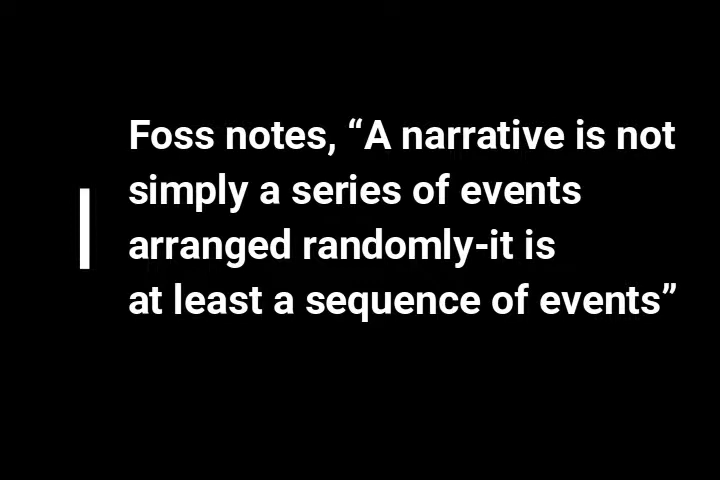 Foss notes, “A narrative is not
simply a series of events
arranged randomly-it is
at least a sequence of events”